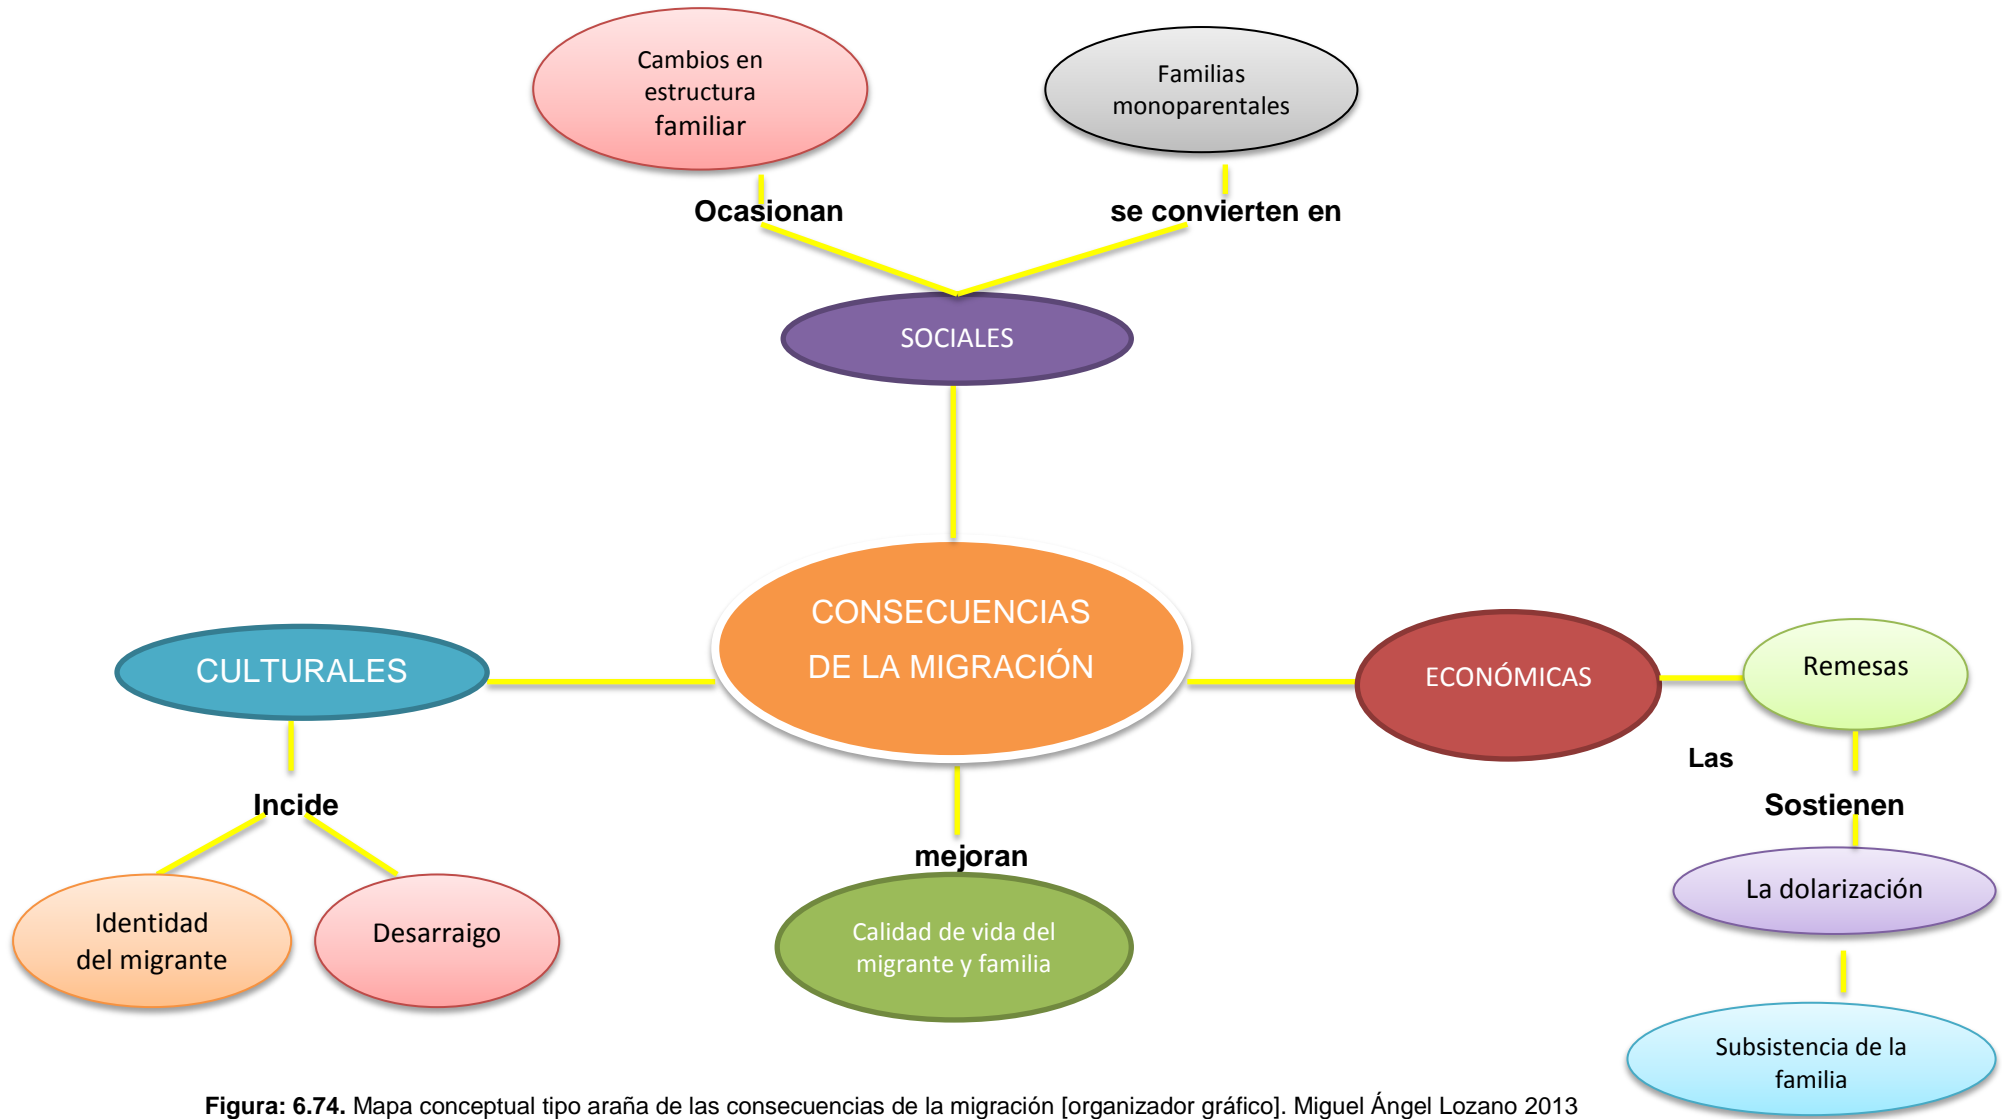 Cambios en
estructura
familiar
Familias
monoparentales
Ocasionan
se convierten en
SOCIALES
CONSECUENCIAS
DE LA MIGRACIÓN
CULTURALES
ECONÓMICAS
Remesas
Las
Incide
Sostienen
mejoran
Identidad
del migrante
Desarraigo
Calidad de vida del
migrante y familia
La dolarización
Subsistencia de la
familia
Figura: 6.74. Mapa conceptual tipo araña de las consecuencias de la migración [organizador gráfico]. Miguel Ángel Lozano 2013